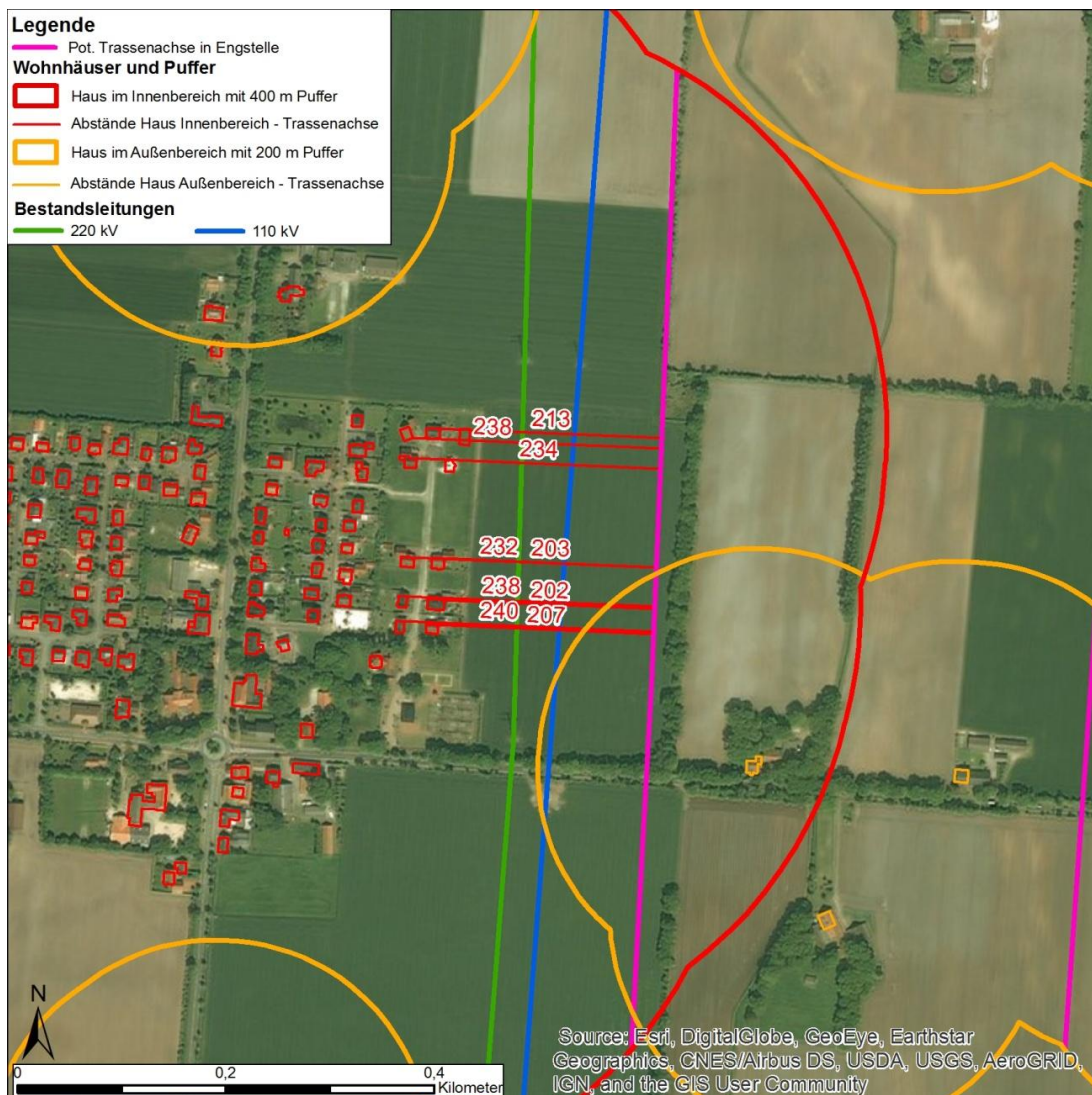 Legende
Pot. Trassenachse in Engstelle
Wohnhäuser und Puffer
Haus im Innenbereich mit 400 m Puffer
Abstände Haus Innenbereich - Trassenachse
Haus im Außenbereich mit 200 m Puffer
Abstände Haus Außenbereich - Trassenachse
Bestandsleitungen
220 kV 110 kV
238 213
234
232 203
238 202
240 207
N
0 0,2 0,4
Kilometer
Source: Esri, DigitalGlobe, GeoEye, Earthstar
Geographics, CNES/Airbus DS, USDA, USGS, AeroGRID,
IGN, and the GIS User Community